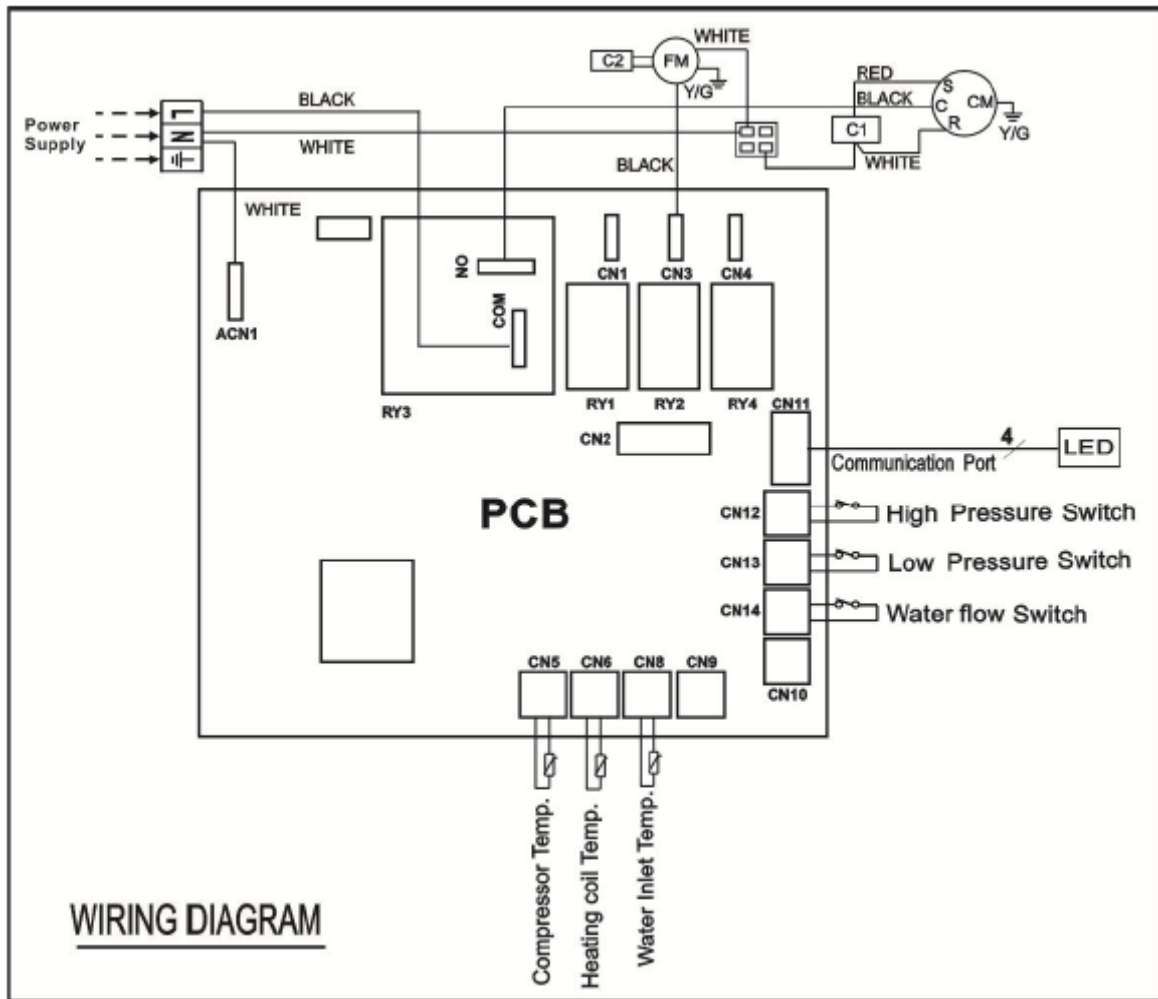 WHITE
C2
FM
Y/G
RED
BLACK
S
C
R
CM
Y/G
C1
WHITE
BLACK
L
N
Power
Supply
WHITE
BLACK
WHITE
ACN1
NO
COM
RY3
CN1
CN3
CN4
RY1
RY2
RY4
CN2
CN11
4
Communication Port
LED
PCB
CN12
High Pressure Switch
CN13
Low Pressure Switch
CN14
Water flow Switch
CN10
CN5
CN6
CN8
CN9
Compressor Temp.
Heating coil Temp.
Water Inlet Temp.
WIRING DIAGRAM